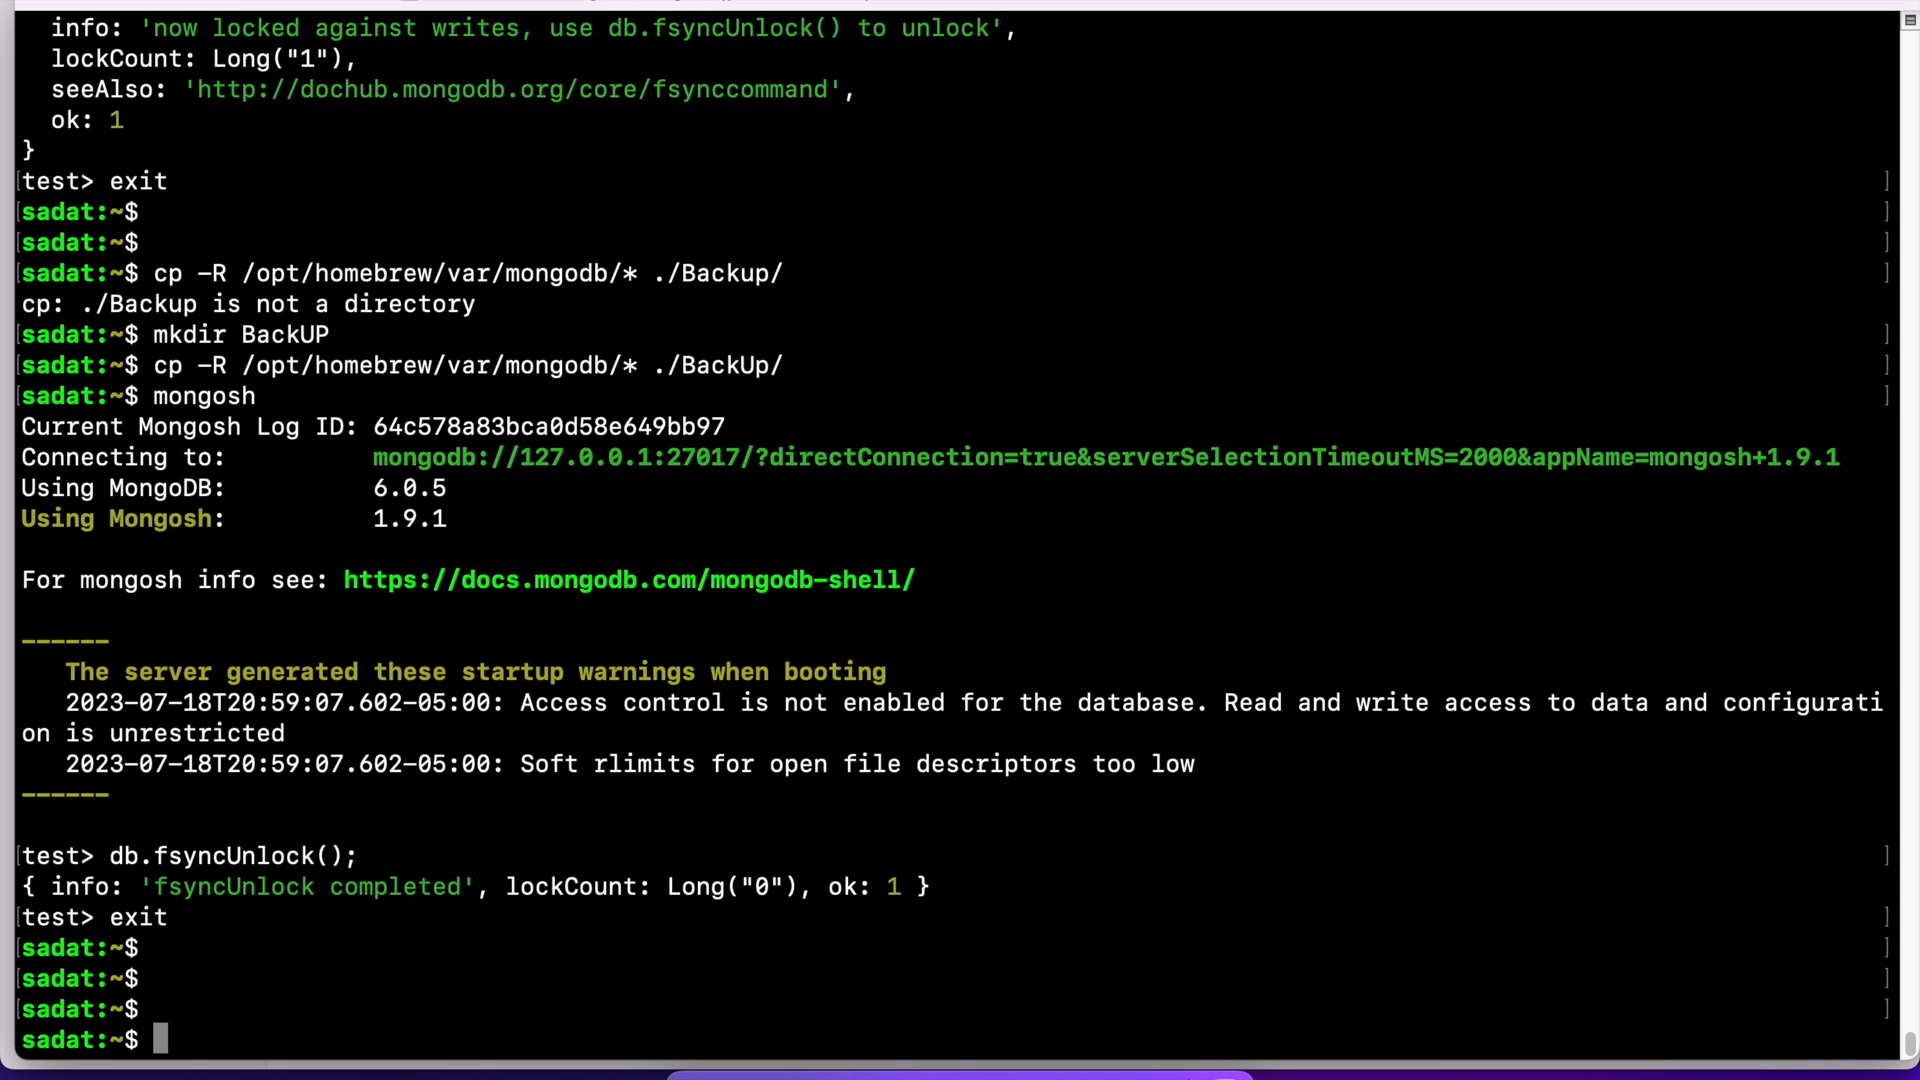 info: 'now locked against writes, use db.fsyncUnlock() to unlock',
lockCount: Long("1"),
seeAlso: 'http://dochub.mongodb.org/core/fsynccommand',
ok: 1
}
[test> exit ]
[sadat:~$ ]
[sadat:~$ ]
[sadat:~$ cp -R /opt/homebrew/var/mongodb/* ./Backup/ ]
cp: ./Backup is not a directory
[sadat:~$ mkdir BackUP ]
[sadat:~$ cp -R /opt/homebrew/var/mongodb/* ./BackUp/ ]
[sadat:~$ mongosh ]
Current Mongosh Log ID: 64c578a83bca0d58e649bb97
Connecting to: mongodb://127.0.0.1:27017/?directConnection=true&serverSelectionTimeoutMS=2000&appName=mongosh+1.9.1
Using MongoDB: 6.0.5
Using Mongosh: 1.9.1
For mongosh info see: https://docs.mongodb.com/mongodb-shell/
------
The server generated these startup warnings when booting
2023-07-18T20:59:07.602-05:00: Access control is not enabled for the database. Read and write access to data and configurati
on is unrestricted
2023-07-18T20:59:07.602-05:00: Soft rlimits for open file descriptors too low
------
[test> db.fsyncUnlock(); ]
{ info: 'fsyncUnlock completed', lockCount: Long("0"), ok: 1 }
[test> exit ]
[sadat:~$ ]
[sadat:~$ ]
[sadat:~$ ]
sadat:~$